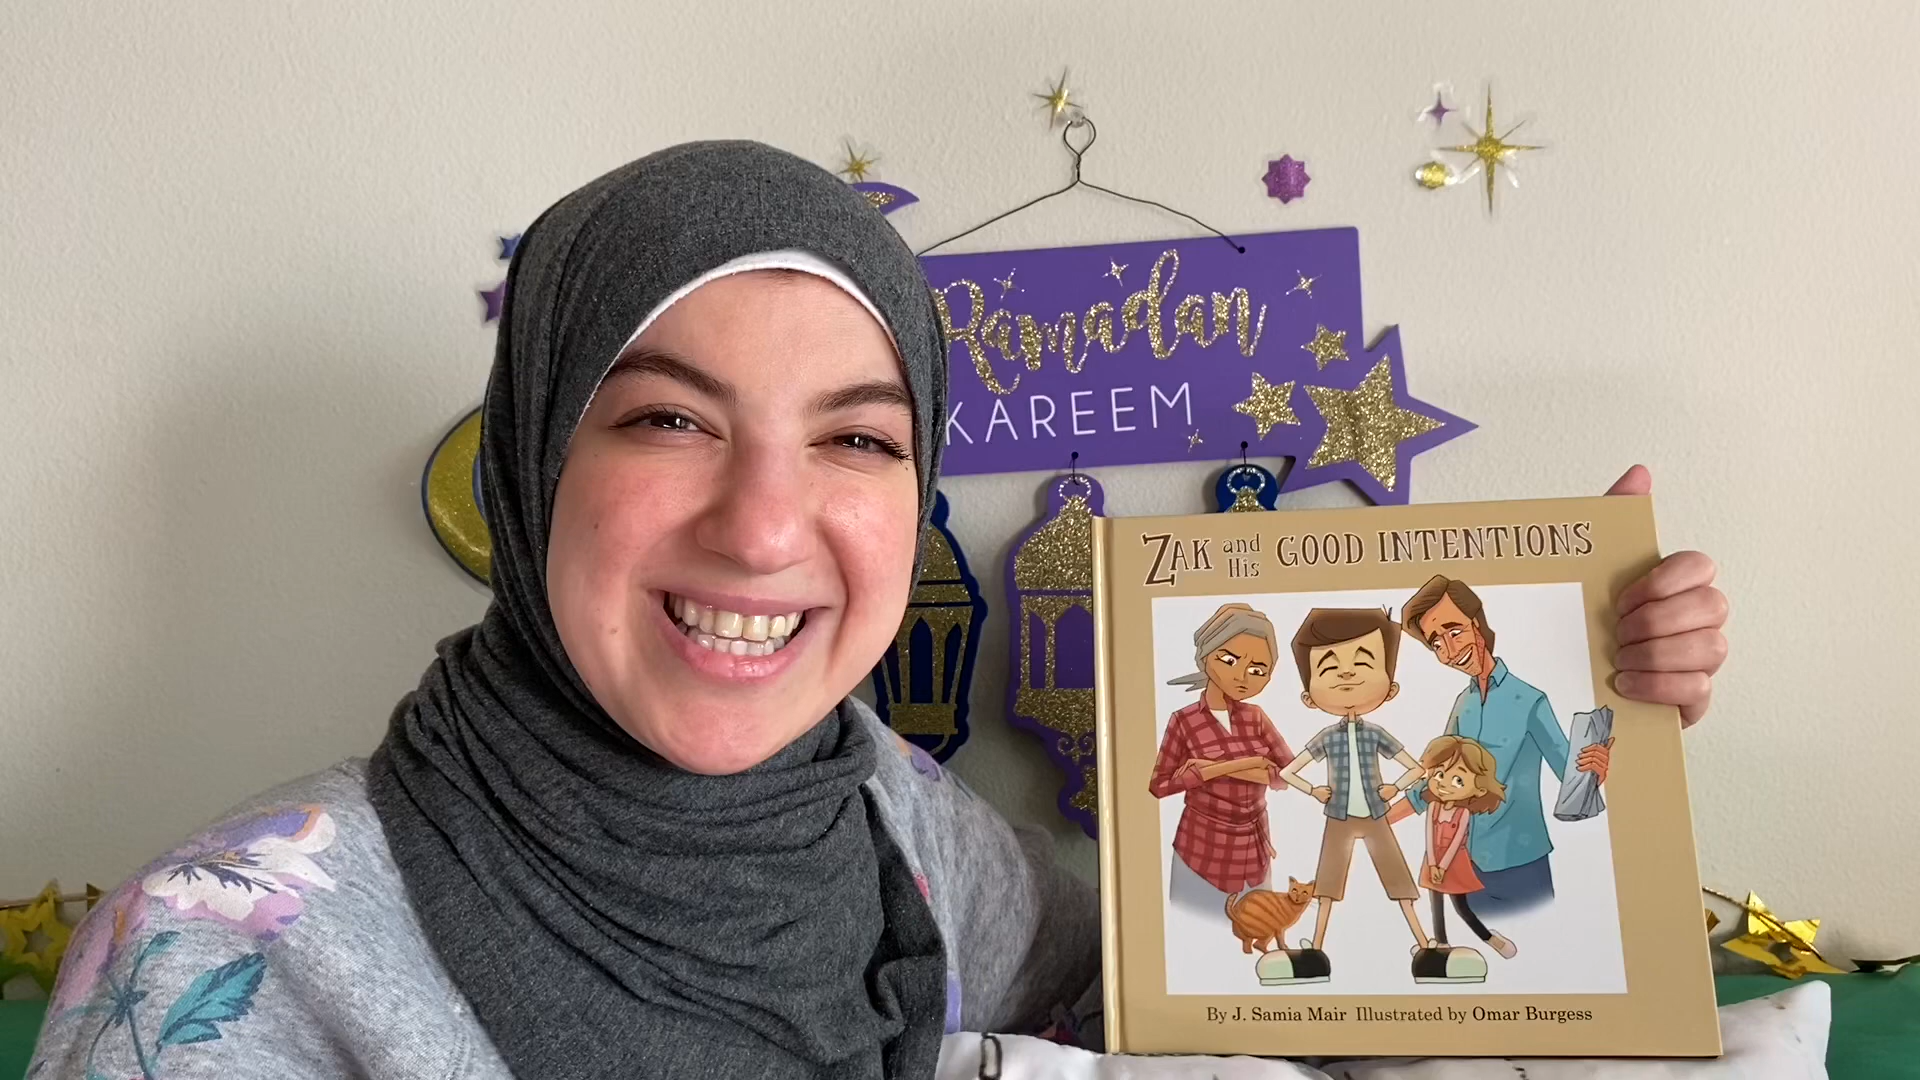 Ramadan
KAREEM
ZAK and His GOOD INTENTIONS
By J. Samia Mair Illustrated by Omar Burgess